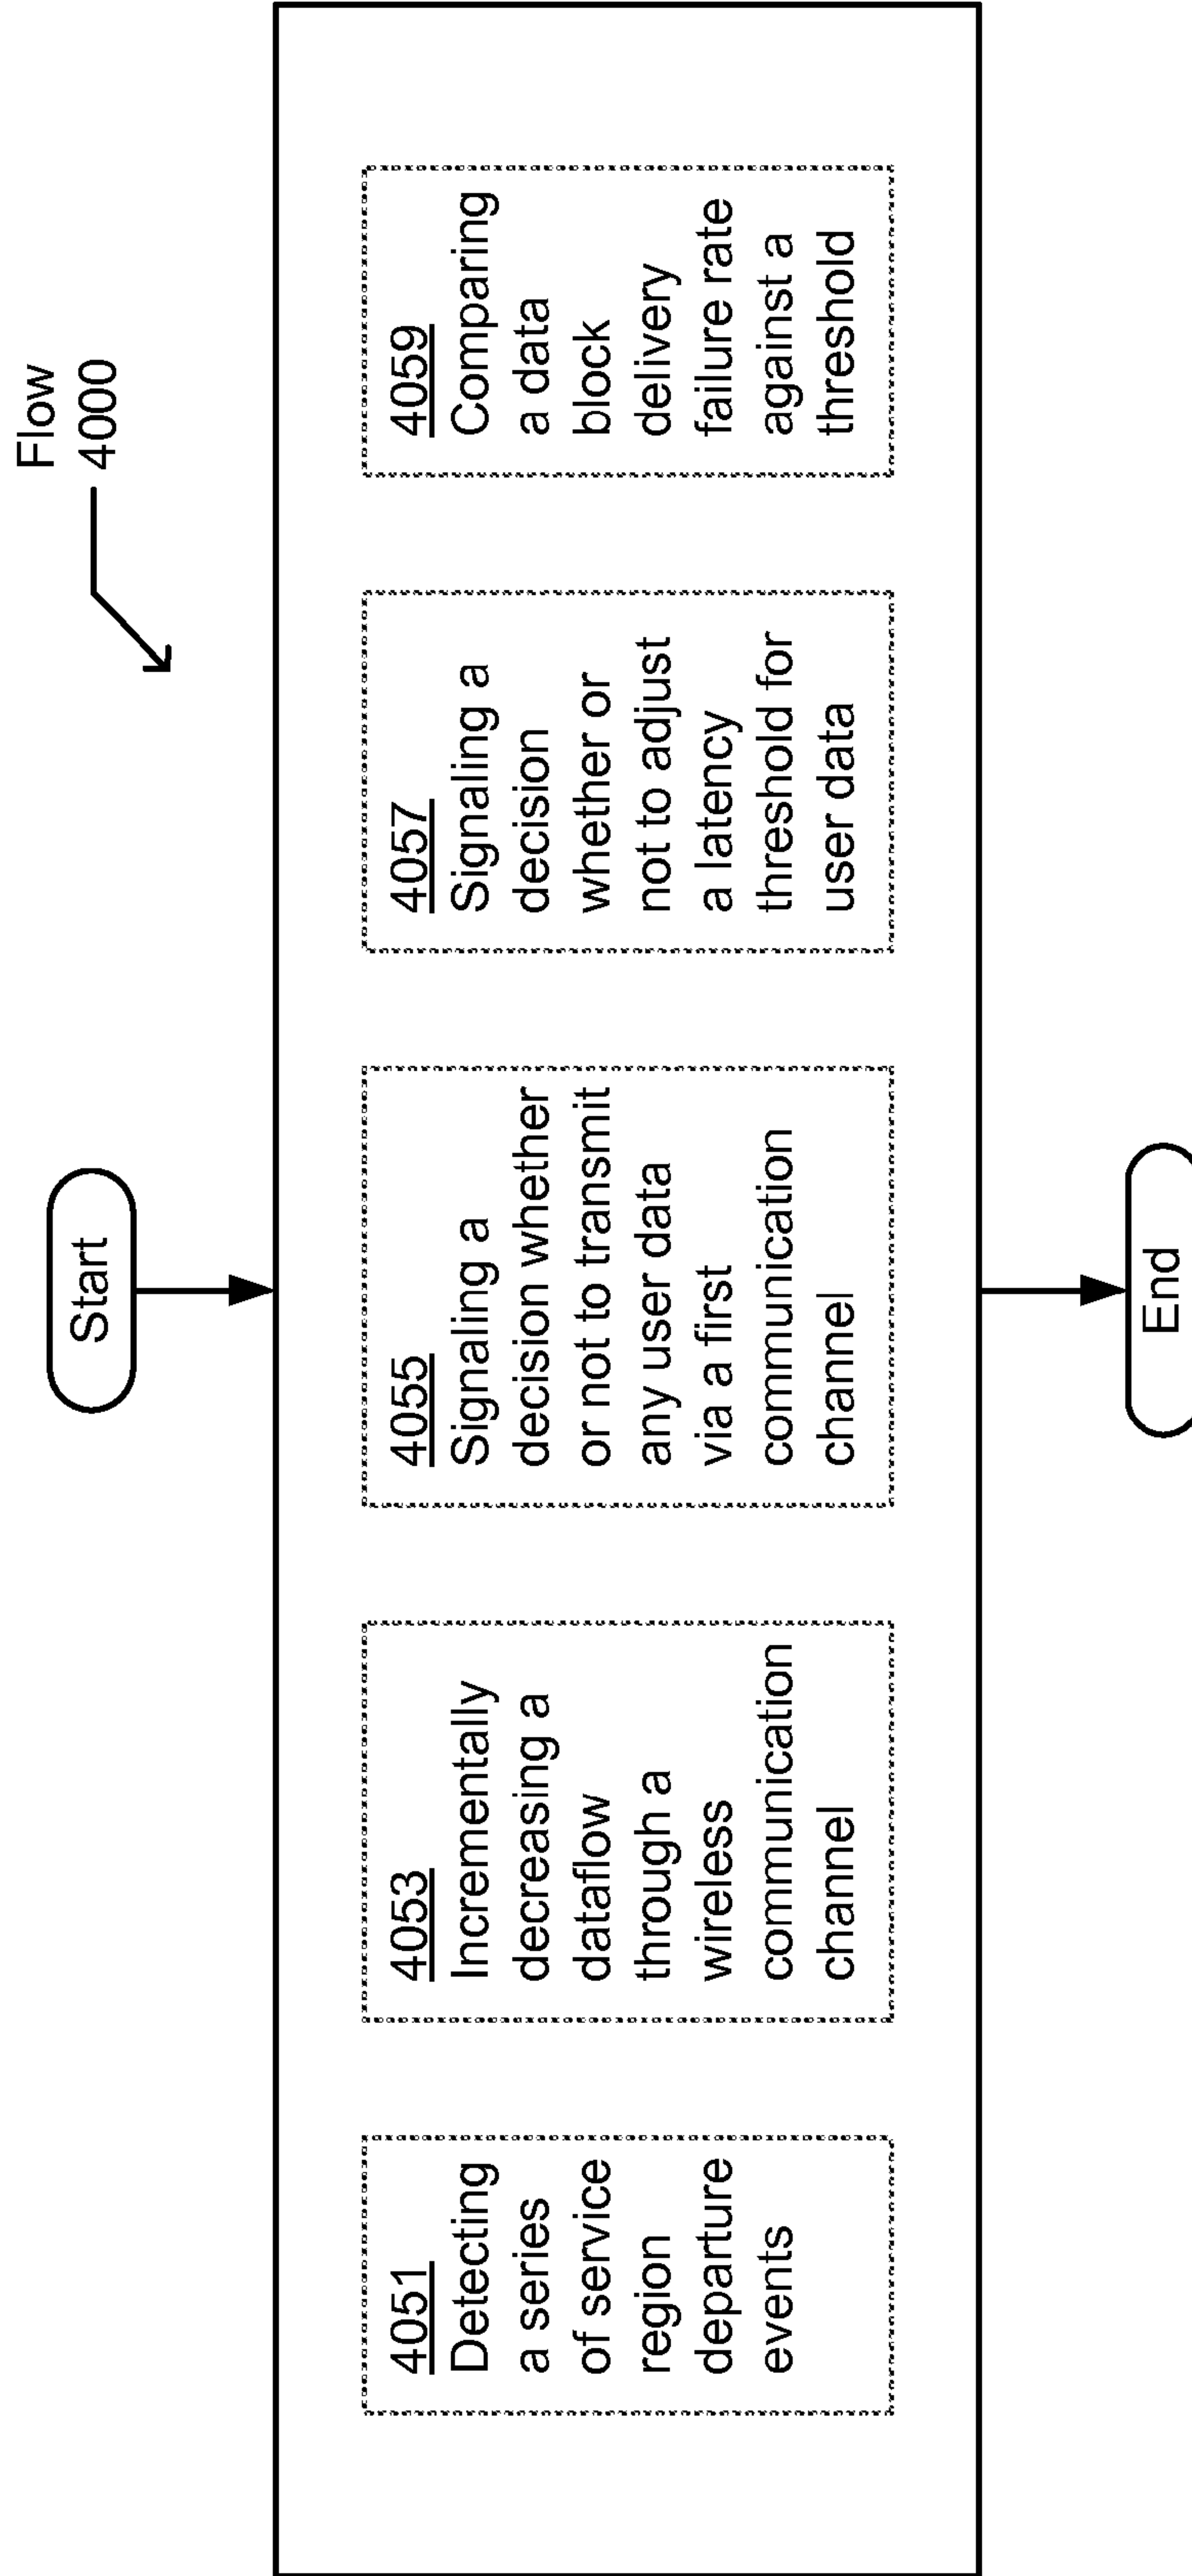 Flow
4000
Start
4051
Detecting
a series
of service
region
departure
events
4053
Incrementally
decreasing a
dataflow
through a
wireless
communication
channel
4055
Signaling a
decision whether
or not to transmit
any user data
via a first
communication
channel
4057
Signaling a
decision
whether or
not to adjust
a latency
threshold for
user data
4059
Comparing
a data
block
delivery
failure rate
against a
threshold
End